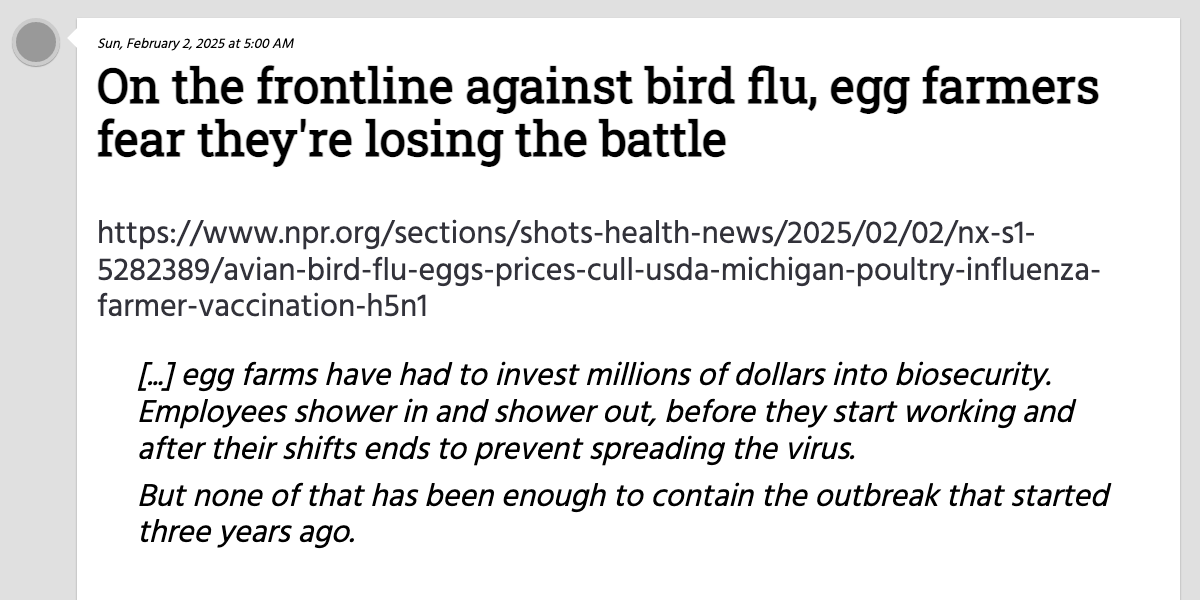 Sun, February 2, 2025 at 5:00 AM
On the frontline against bird flu, egg farmers
fear they're losing the battle
https://www.npr.org/sections/shots-health-news/2025/02/02/nx-s1-
5282389/avian-bird-flu-eggs-prices-cull-usda-michigan-poultry-influenza-
farmer-vaccination-h5n1
[...] egg farms have had to invest millions of dollars into biosecurity.
Employees shower in and shower out, before they start working and
after their shifts ends to prevent spreading the virus.
But none of that has been enough to contain the outbreak that started
three years ago.